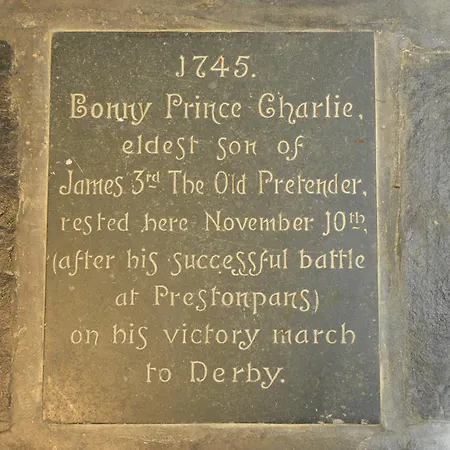 1745.
Bonny Prince Charlie,
eldest son of
James 3rd The Old Pretender,
rested here November 10th,
(after his successful battle
at Prestonpans)
on his victory march
to Derby.